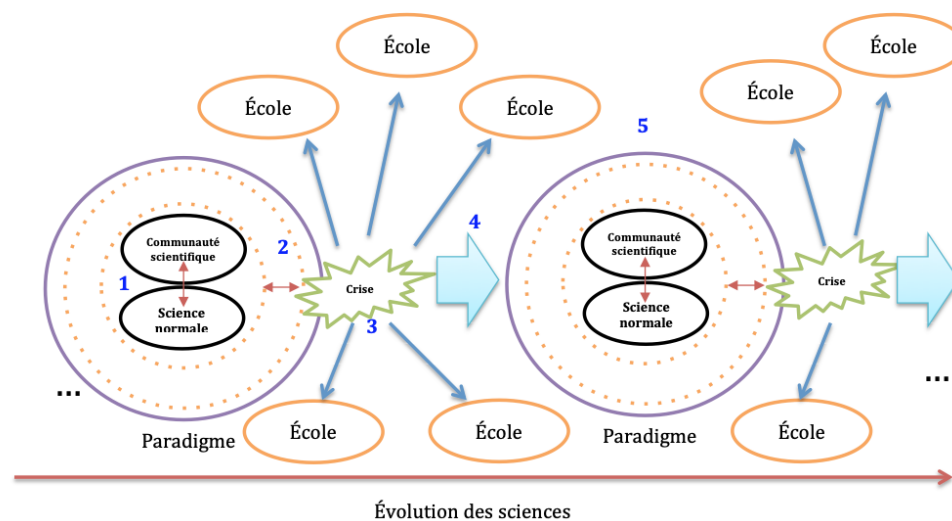 École
École
École
École
École
5
École
4
2
Communauté
scientifique
1
Science
normale
Crise
3
Communauté
scientifique
Science
normale
Crise
...
...
Paradigme
École
École
Paradigme
École
Évolution des sciences